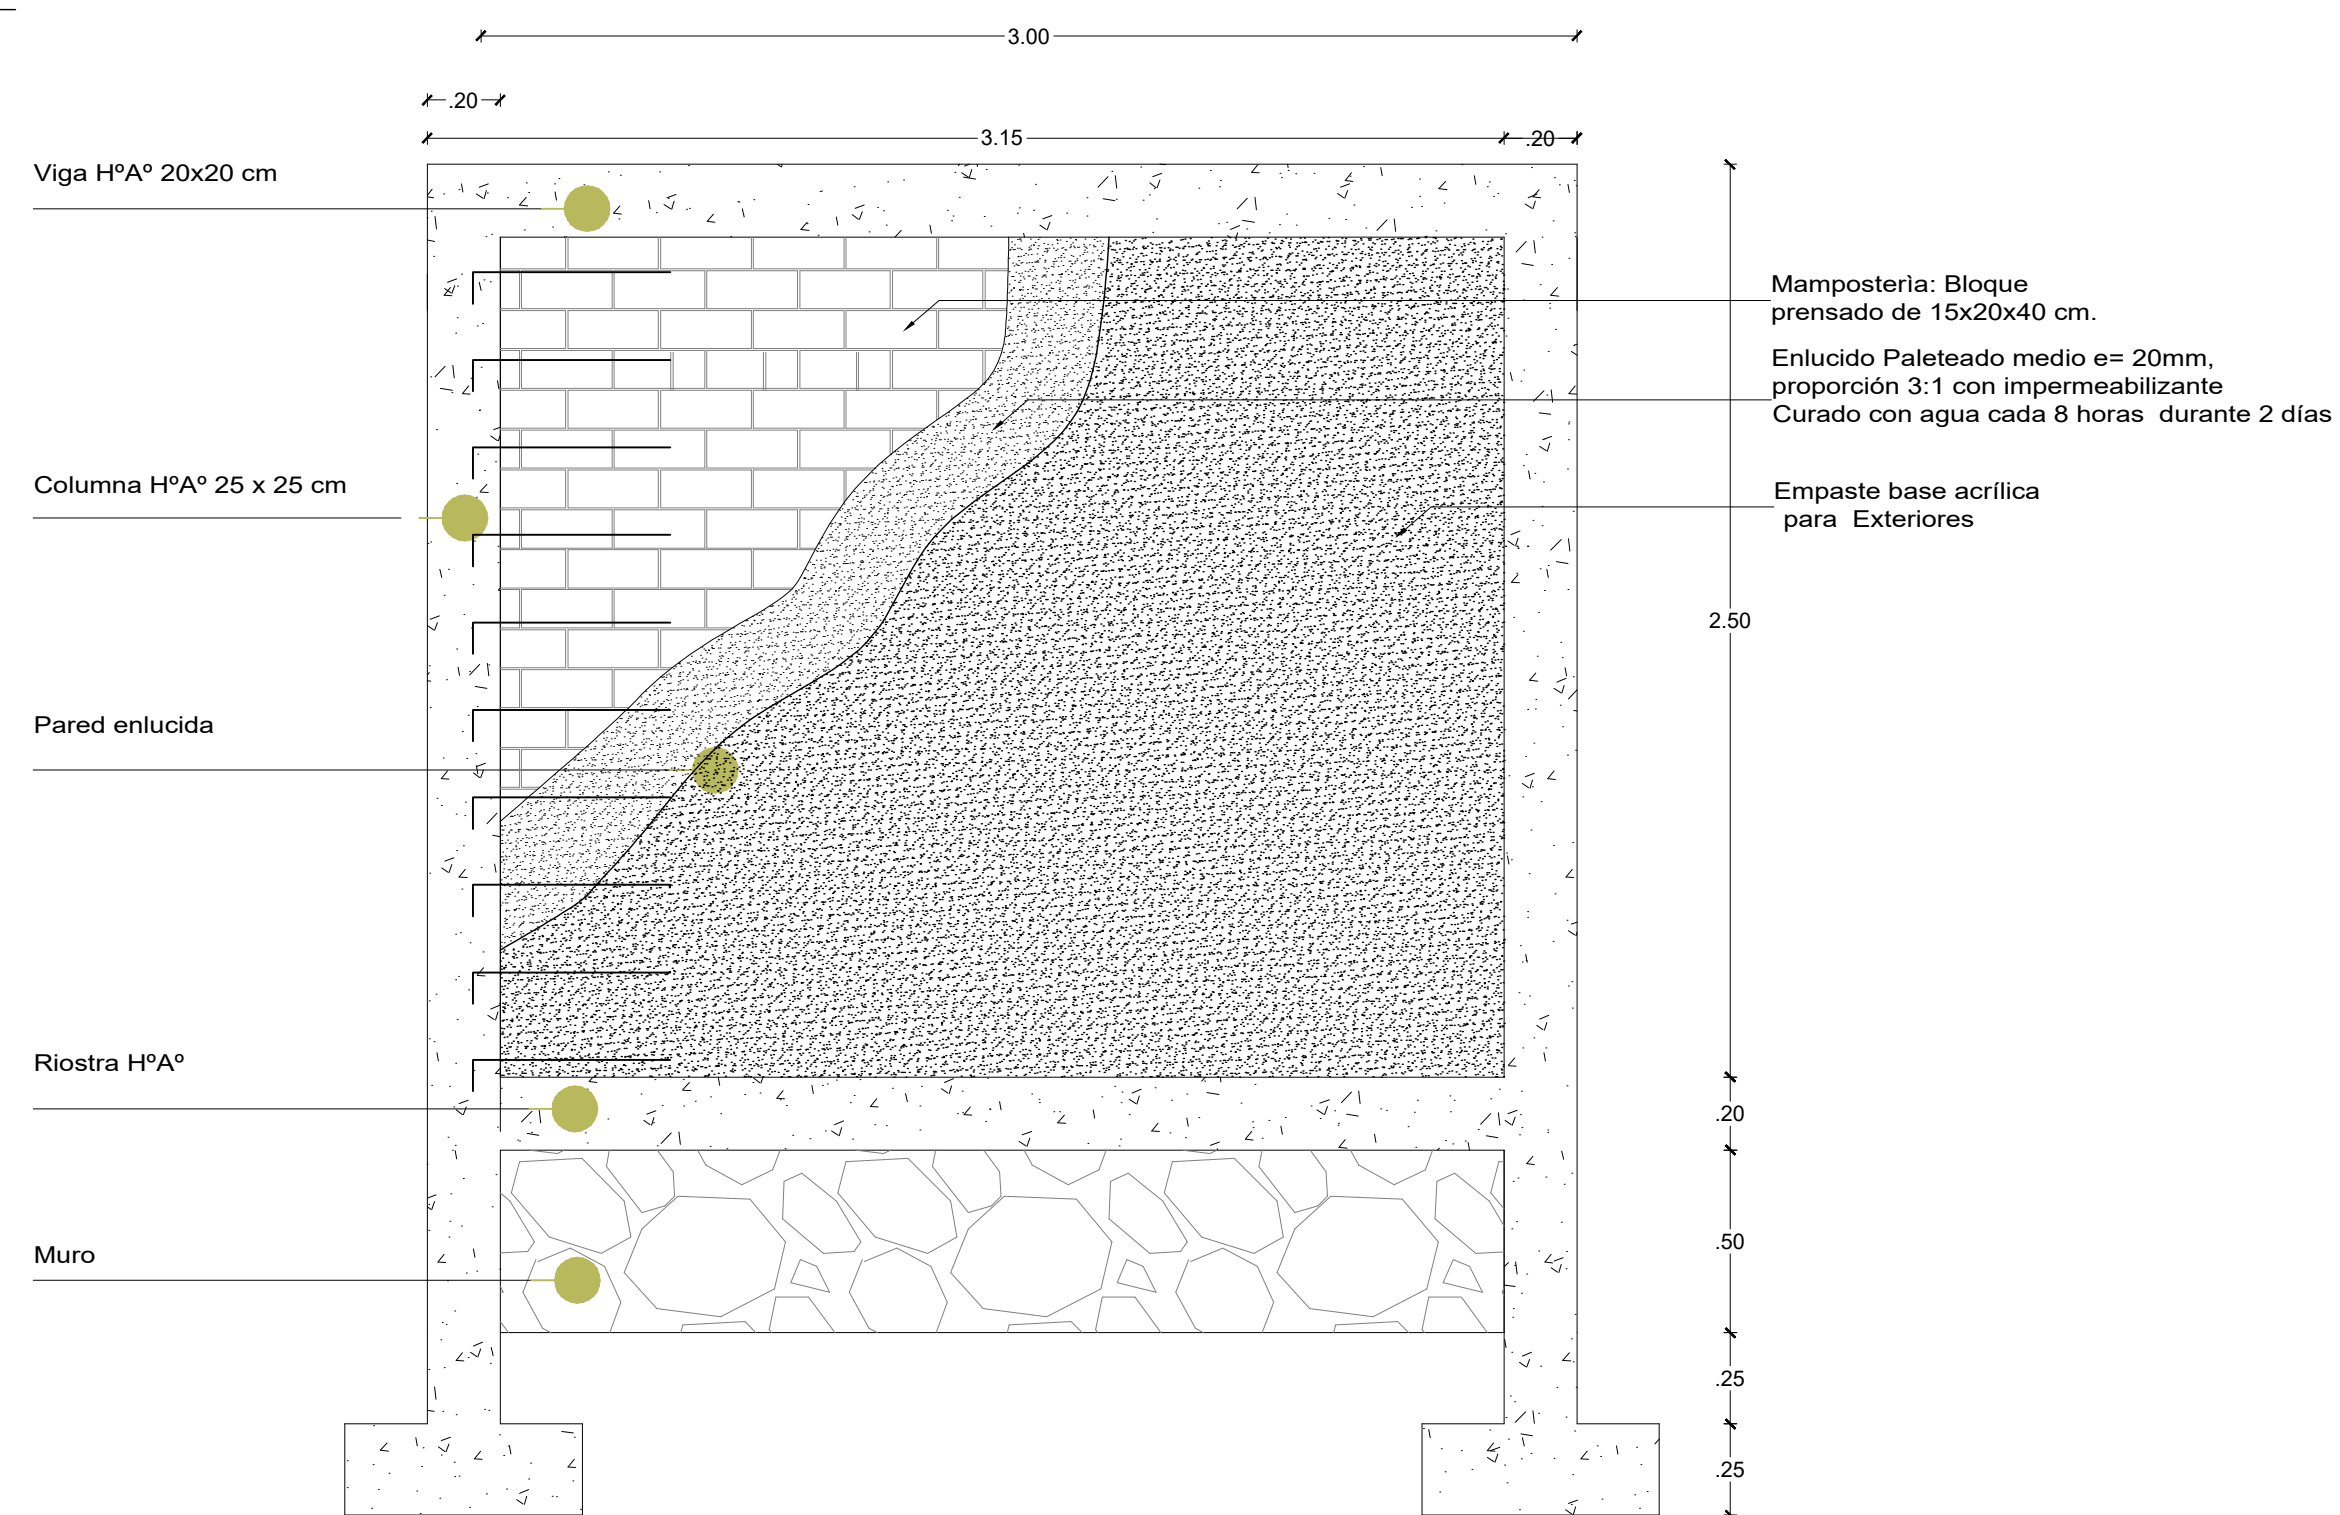 3.00
.20
3.15
.20
Viga HºAº 20x20 cm
Mamposterìa: Bloque
prensado de 15x20x40 cm.
Enlucido Paleteado medio e= 20mm,
proporción 3:1 con impermeabilizante
Curado con agua cada 8 horas  durante 2 días
Columna HºAº 25 x 25 cm
Empaste base acrílica
para  Exteriores
2.50
Pared enlucida
Riostra HºAº
.20
.50
Muro
.25
.25